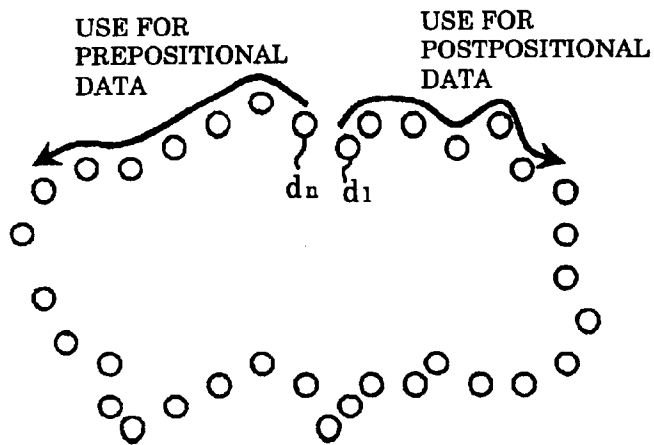 USE FOR
PREPOSITIONAL
DATA
USE FOR
POSTPOSITIONAL
DATA
dn
d1